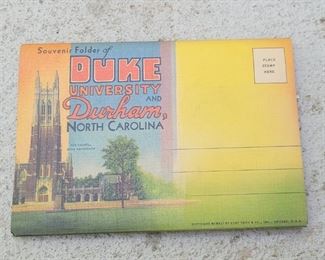 Souvenir Folder of
DUKE
UNIVERSITY
AND
Durham,
NORTH CAROLINA
PLACE
STAMP
HERE